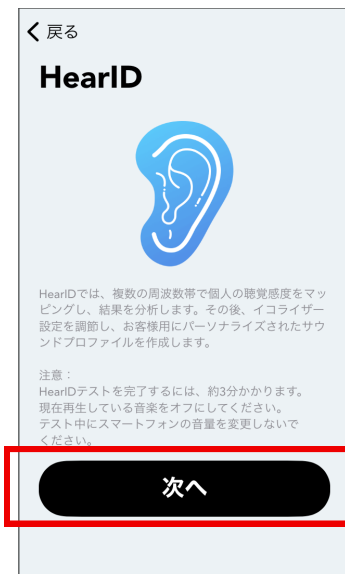 戻る
HearID
HearIDでは、複数の周波数帯で個人の聴覚感度をマッ
ピングし、結果を分析します。その後、イコライザー
設定を調節し、お客様用にパーソナライズされたサウ
ンドプロファイルを作成します。
注意：
HearIDテストを完了するには、約3分かかります。
現在再生している音楽をオフにしてください。
テスト中にスマートフォンの音量を変更しないで
ください。
次へ